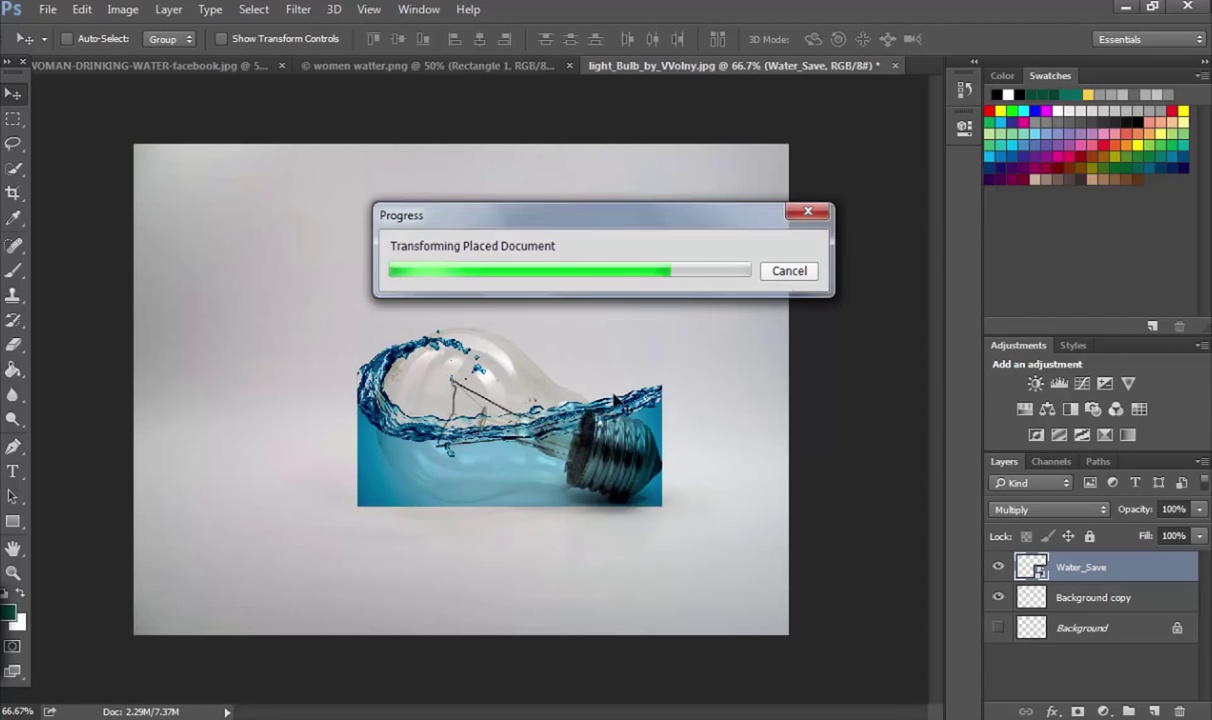 Ps File Edit Image Layer Type Select Filter 3D View Window Help
Auto-Select: Group Show Transform Controls 3D Mode: Essentials
WOMAN-DRINKING-WATER-facebook.jpg @ 5... × © women watter.png @ 50% (Rectangle 1, RGB/8... × light_Bulb_by_VVolny.jpg @ 66.7% (Water_Save, RGB/8#) * ×
Color Swatches
Progress
Transforming Placed Document
Cancel
Adjustments Styles
Add an adjustment
Layers Channels Paths
Kind
Multiply Opacity: 100%
Lock: Fill: 100%
Water_Save
Background copy
Background
66.67% Doc: 2.29M/7.37M